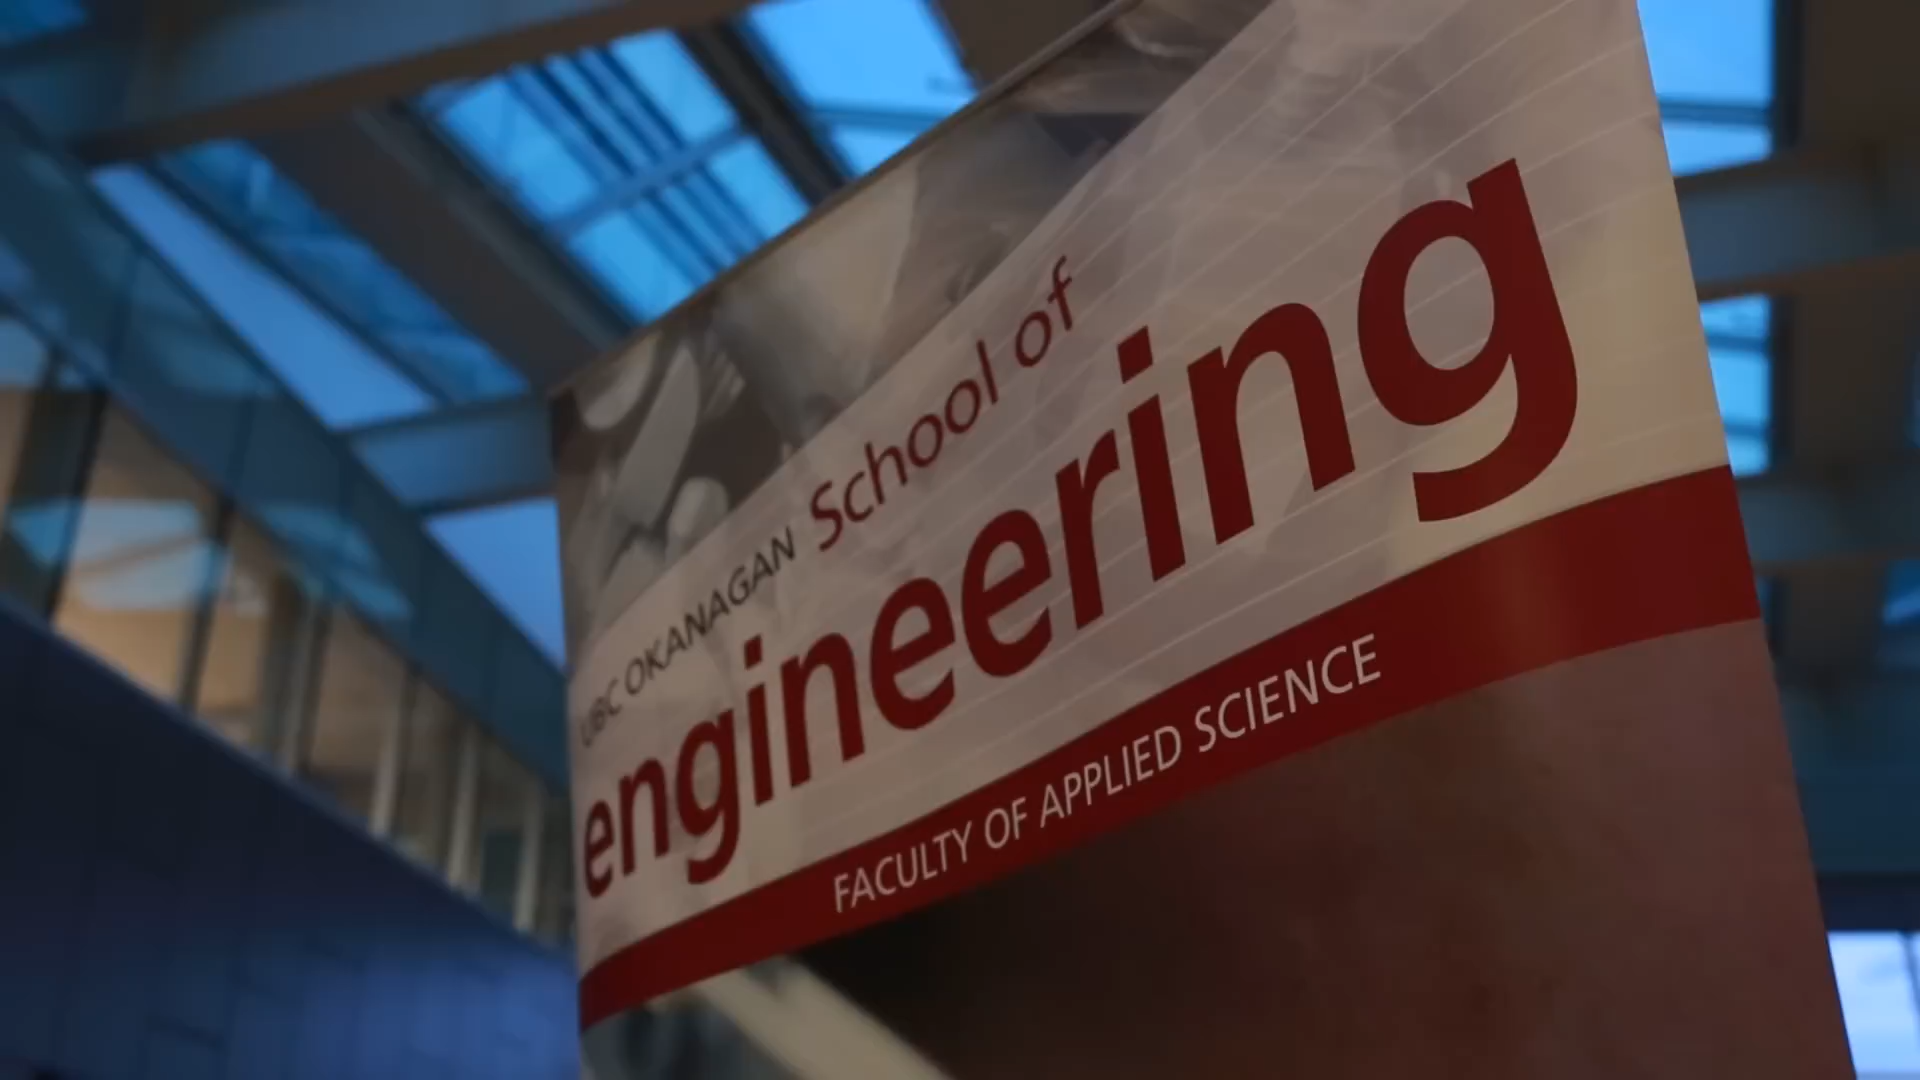 UBC OKANAGAN School of
engineering
FACULTY OF APPLIED SCIENCE